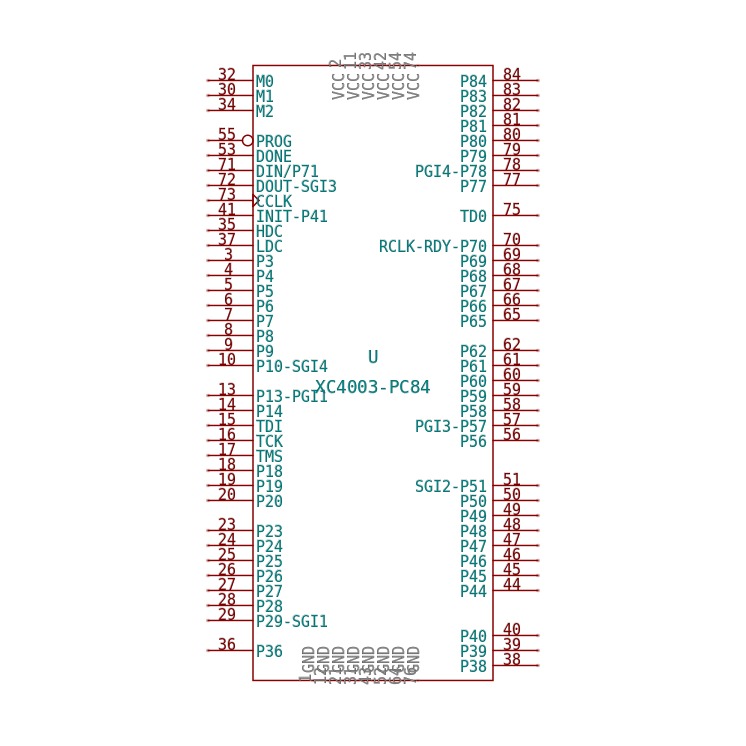 VCC 2
VCC 11
VCC 33
VCC 42
VCC 54
VCC 74
32 M0
30 M1
34 M2
55 PROG
53 DONE
71 DIN/P71
72 DOUT-SGI3
73 CCLK
41 INIT-P41
35 HDC
37 LDC
3 P3
4 P4
5 P5
6 P6
7 P7
8 P8
9 P9
10 P10-SGI4
13 P13-PGI1
14 P14
15 TDI
16 TCK
17 TMS
18 P18
19 P19
20 P20
23 P23
24 P24
25 P25
26 P26
27 P27
28 P28
29 P29-SGI1
36 P36
U
XC4003-PC84
P84 84
P83 83
P82 82
P81 81
P80 80
P79 79
PGI4-P78 78
P77 77
TD0 75
RCLK-RDY-P70 70
P69 69
P68 68
P67 67
P66 66
P65 65
P62 62
P61 61
P60 60
P59 59
P58 58
PGI3-P57 57
P56 56
SGI2-P51 51
P50 50
P49 49
P48 48
P47 47
P46 46
P45 45
P44 44
P40 40
P39 39
P38 38
1 GND
12 GND
21 GND
31 GND
43 GND
52 GND
64 GND
76 GND